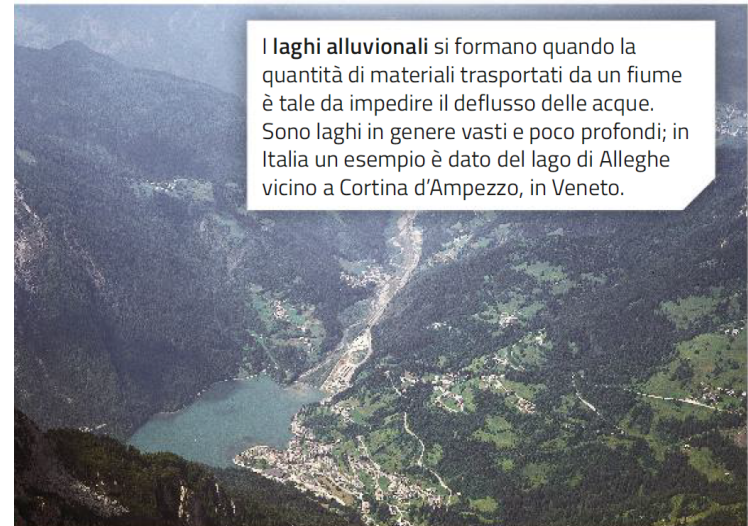 I laghi alluvionali si formano quando la
quantità di materiali trasportati da un fiume
è tale da impedire il deflusso delle acque.
Sono laghi in genere vasti e poco profondi; in
Italia un esempio è dato del lago di Alleghe
vicino a Cortina d’Ampezzo, in Veneto.